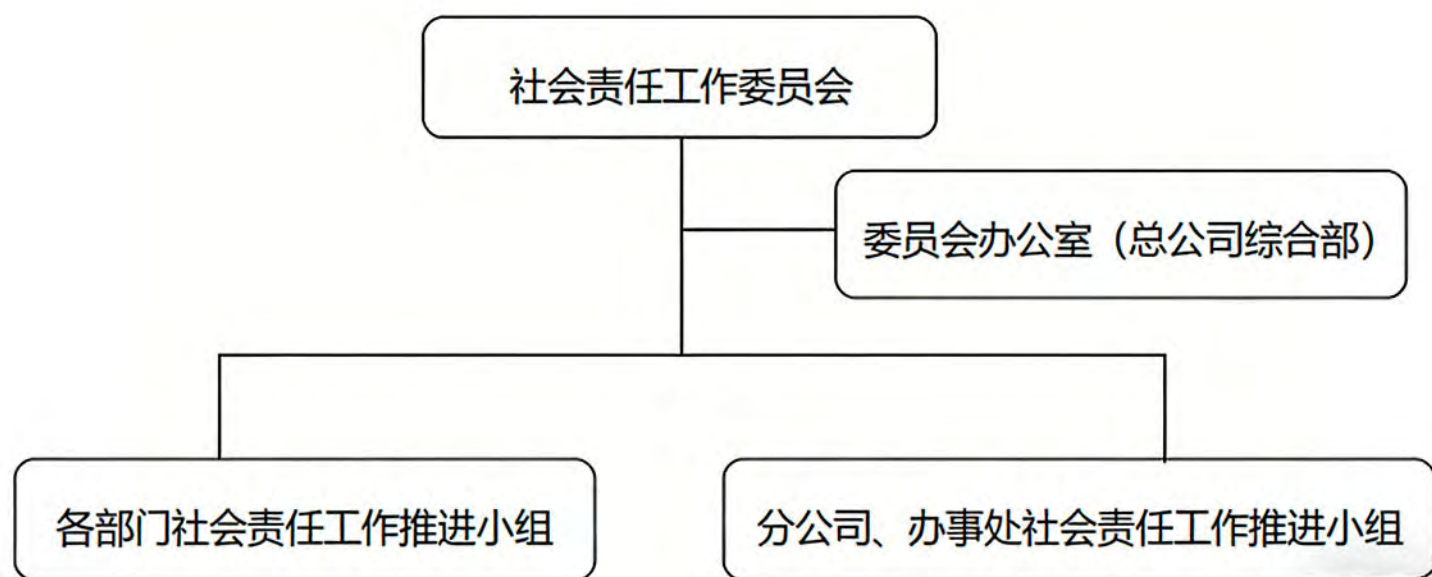 社会责任工作委员会
委员会办公室（总公司综合部）
各部门社会责任工作推进小组
分公司、办事处社会责任工作推进小组